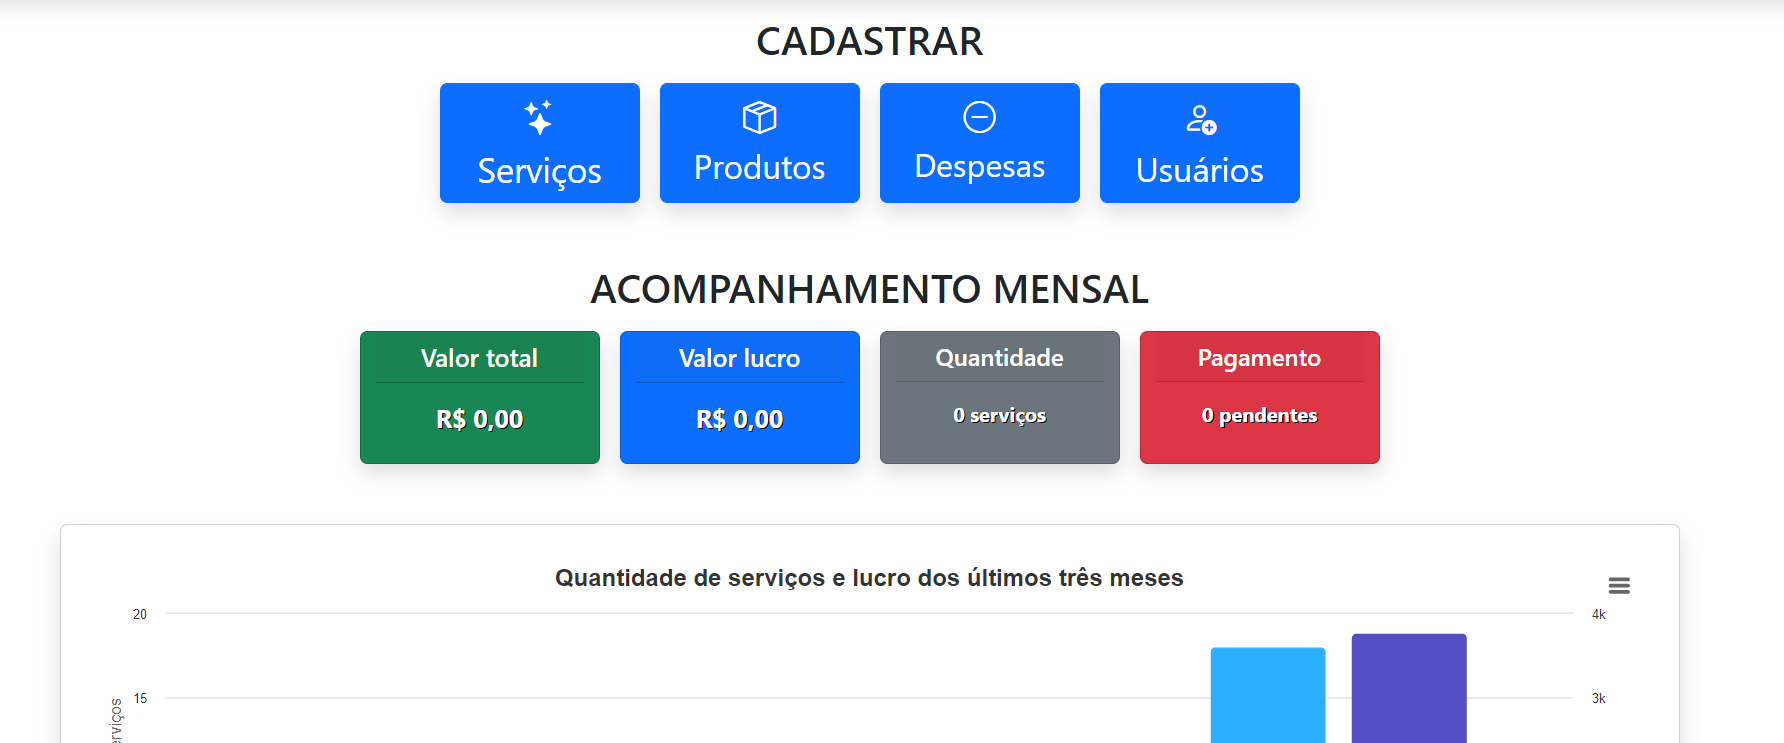 CADASTRAR
Serviços
Produtos
Despesas
Usuários
ACOMPANHAMENTO MENSAL
Valor total
R$ 0,00
Valor lucro
R$ 0,00
Quantidade
0 serviços
Pagamento
0 pendentes
Quantidade de serviços e lucro dos últimos três meses
20
4k
15
3k